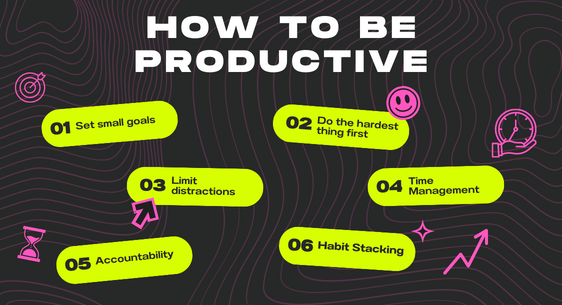 HOW TO BE
PRODUCTIVE
01 Set small goals
02 Do the hardest
thing first
03 Limit
distractions
04 Time
Management
05 Accountability
06 Habit Stacking